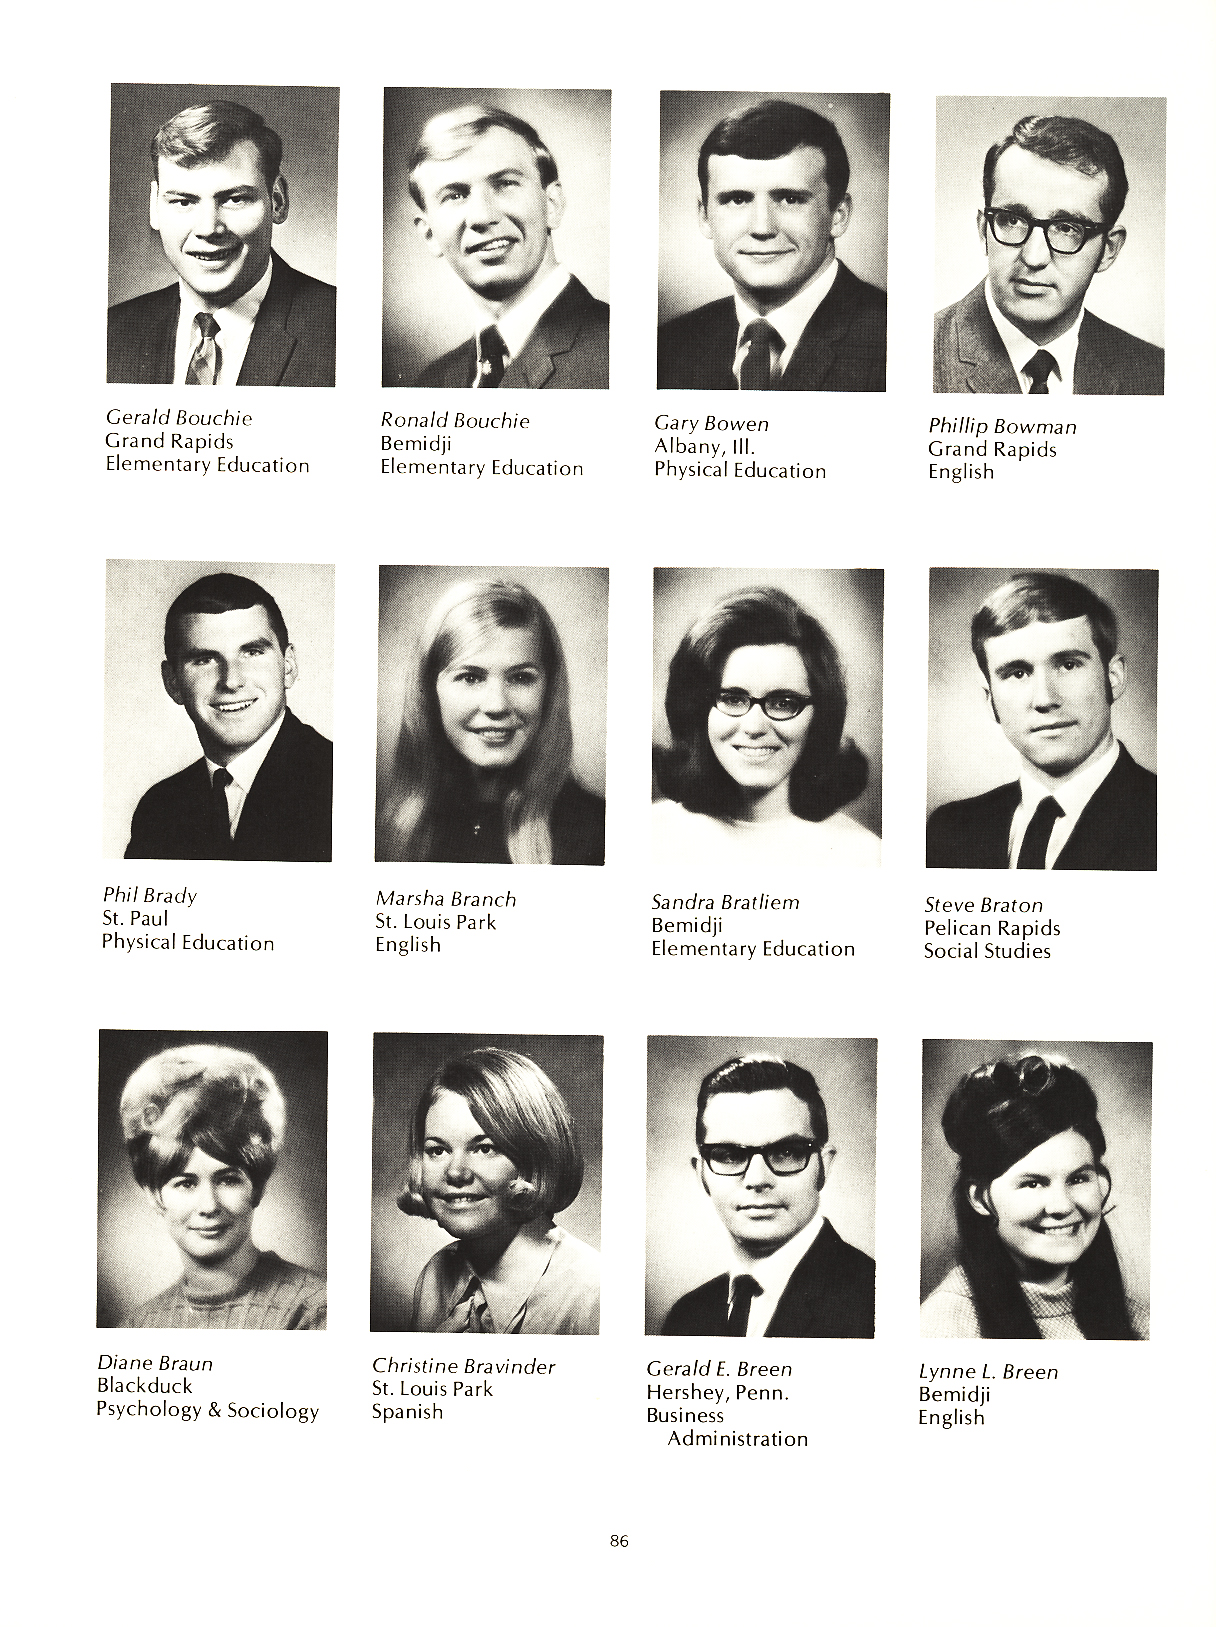 Gerald Bouchie
Grand Rapids
Elementary Education
Ronald Bouchie
Bemidji
Elementary Education
Gary Bowen
Albany, Ill.
Physical Education
Phillip Bowman
Grand Rapids
English
Phil Brady
St. Paul
Physical Education
Marsha Branch
St. Louis Park
English
Sandra Bratliem
Bemidji
Elementary Education
Steve Braton
Pelican Rapids
Social Studies
Diane Braun
Blackduck
Psychology & Sociology
Christine Bravinder
St. Louis Park
Spanish
Gerald E. Breen
Hershey, Penn.
Business
Administration
Lynne L. Breen
Bemidji
English
86